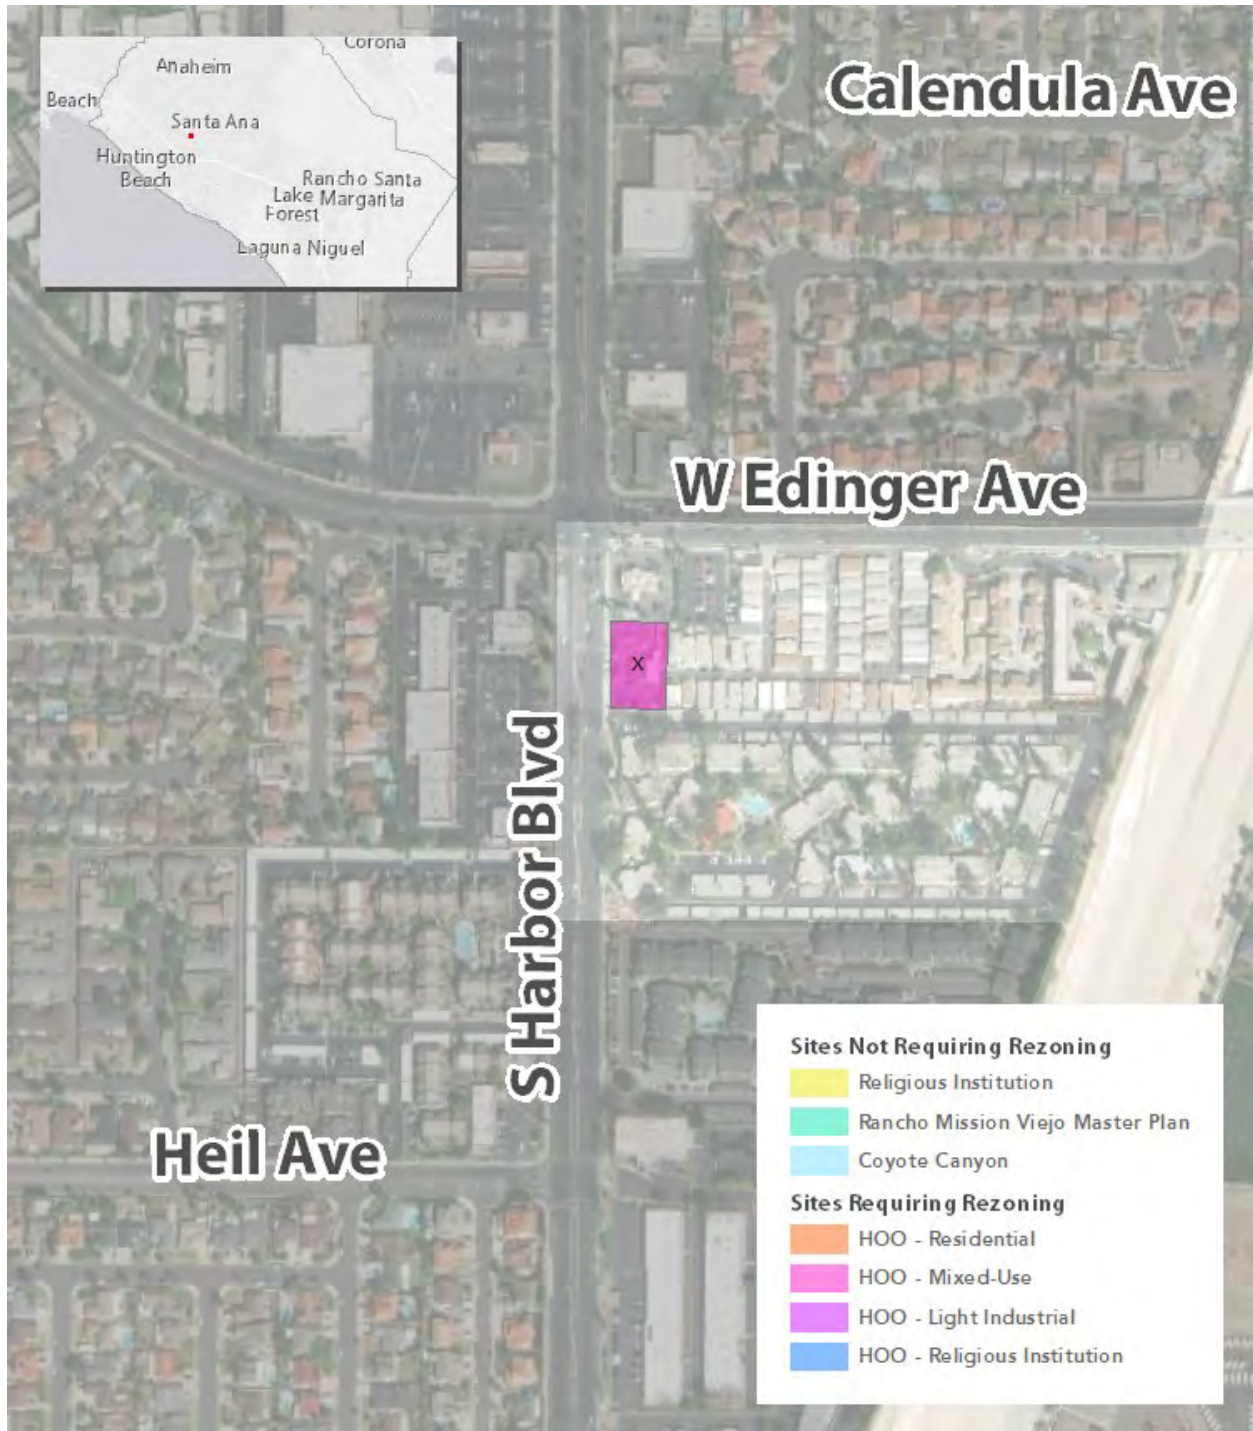 Corona
Anaheim
Beach
Santa Ana
Huntington
Beach
Rancho Santa
Lake Margarita
Forest
Laguna Niguel
Calendula Ave
W Edinger Ave
X
S Harbor Blvd
Heil Ave
Sites Not Requiring Rezoning
Religious Institution
Rancho Mission Viejo Master Plan
Coyote Canyon
Sites Requiring Rezoning
HOO - Residential
HOO - Mixed-Use
HOO - Light Industrial
HOO - Religious Institution